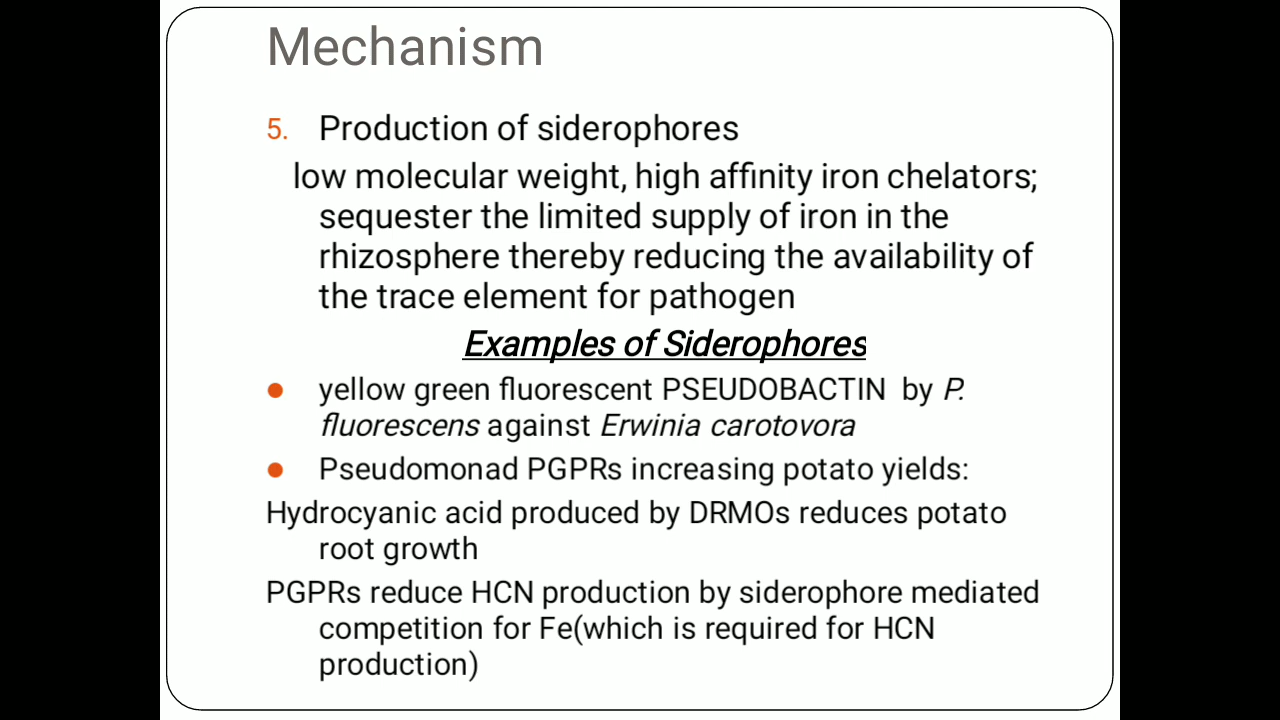 Mechanism
5. Production of siderophores
low molecular weight, high affinity iron chelators;
sequester the limited supply of iron in the
rhizosphere thereby reducing the availability of
the trace element for pathogen
Examples of Siderophores
● yellow green fluorescent PSEUDOBACTIN by P.
fluorescens against Erwinia carotovora
● Pseudomonad PGPRs increasing potato yields:
Hydrocyanic acid produced by DRMOs reduces potato
root growth
PGPRs reduce HCN production by siderophore mediated
competition for Fe(which is required for HCN
production)